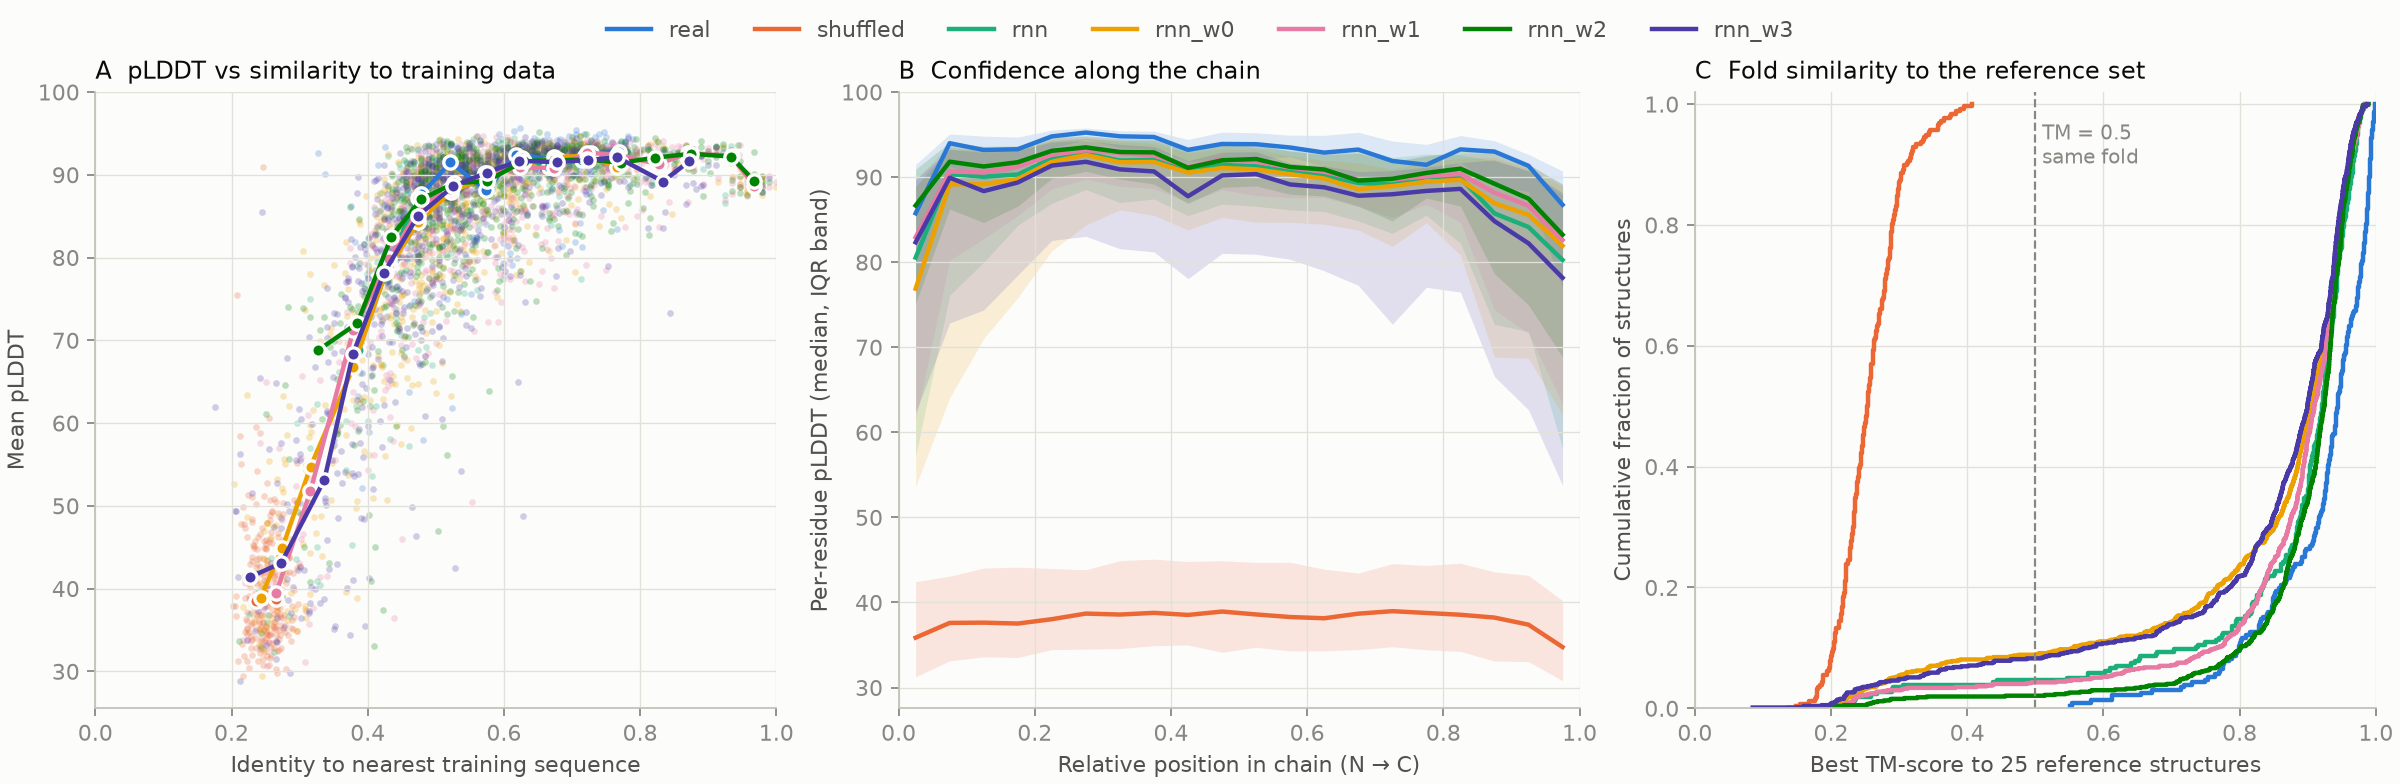 real shuffled rnn rnn_w0 rnn_w1 rnn_w2 rnn_w3
A pLDDT vs similarity to training data
100
90
80
70
60
50
40
30
Mean pLDDT
0.0 0.2 0.4 0.6 0.8 1.0
Identity to nearest training sequence
B Confidence along the chain
100
90
80
70
60
50
40
30
Per-residue pLDDT (median, IQR band)
0.0 0.2 0.4 0.6 0.8 1.0
Relative position in chain (N → C)
C Fold similarity to the reference set
1.0
0.8
0.6
0.4
0.2
0.0
Cumulative fraction of structures
TM = 0.5
same fold
0.0 0.2 0.4 0.6 0.8 1.0
Best TM-score to 25 reference structures